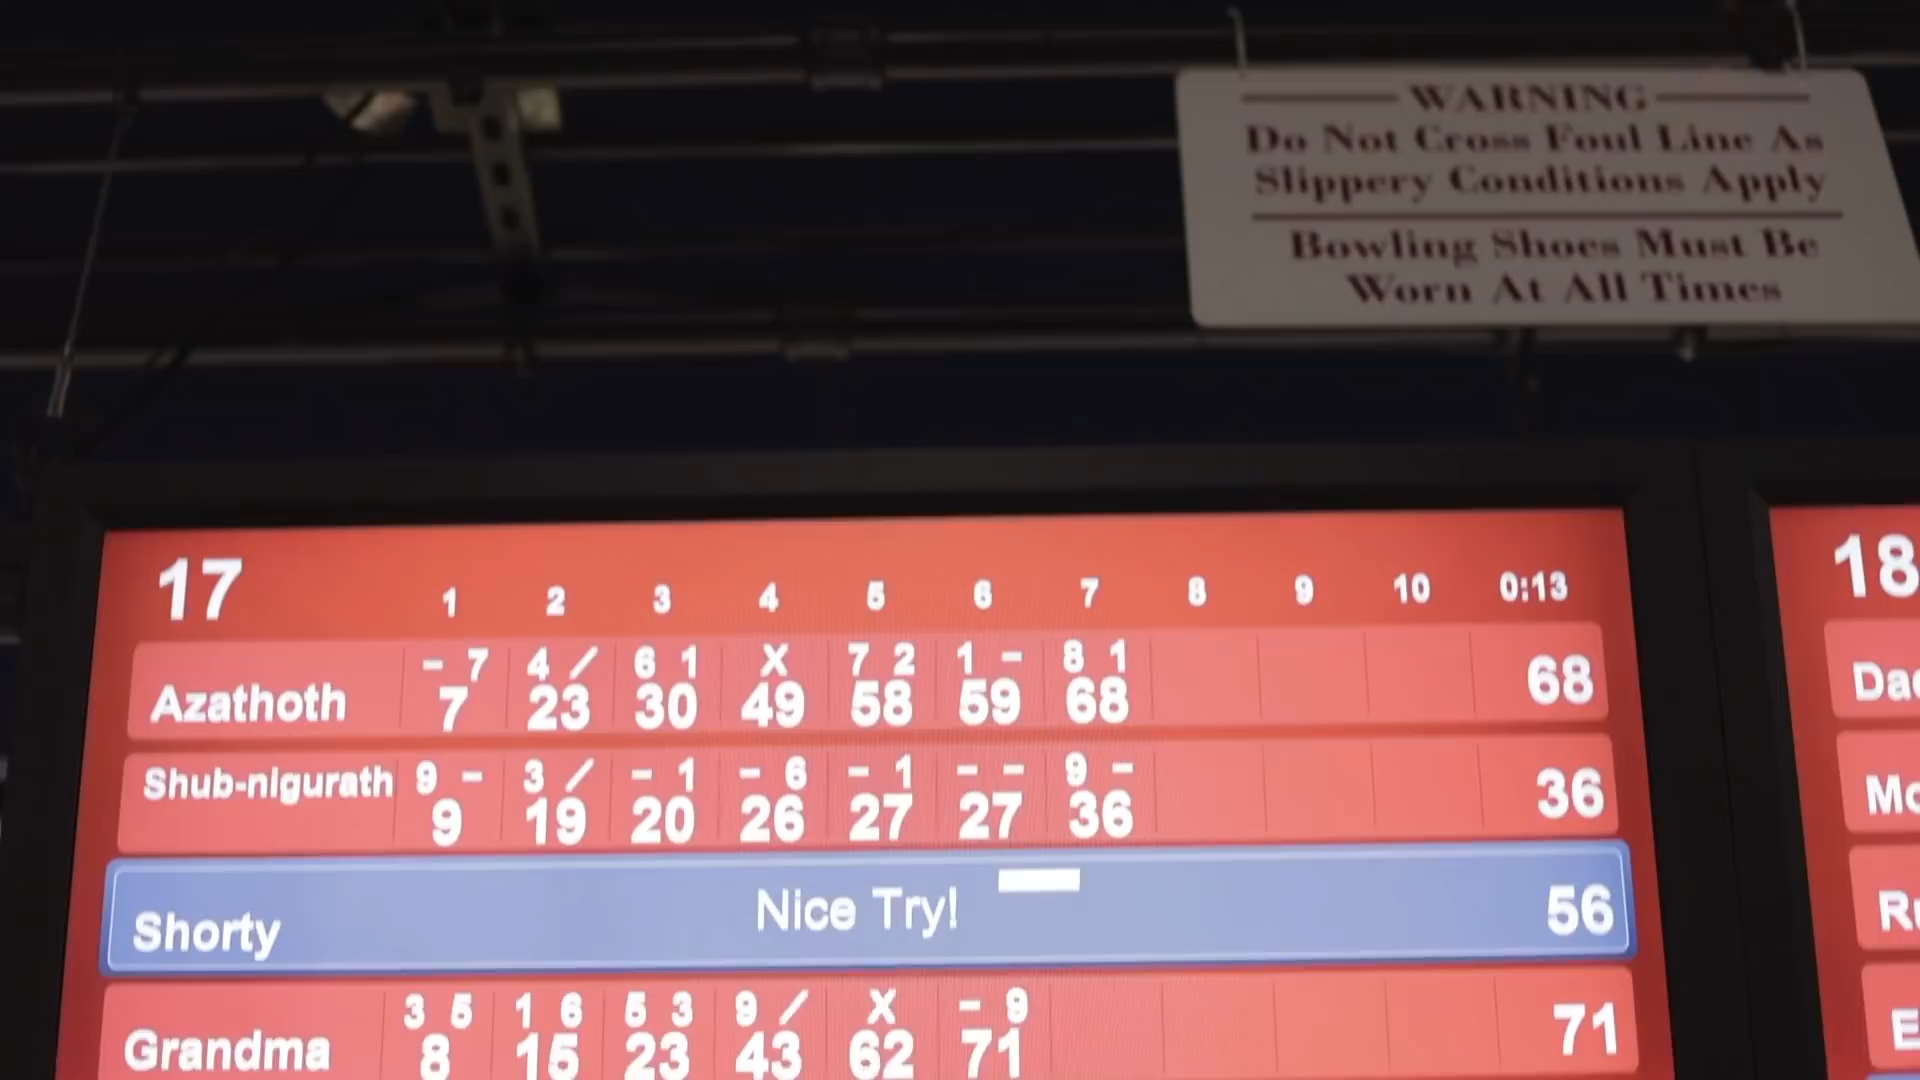 WARNING
Do Not Cross Foul Line As
Slippery Conditions Apply
Bowling Shoes Must Be
Worn At All Times
17 1 2 3 4 5 6 7 8 9 10 0:13
- 7 4 / 6 1 X 7 2 1 - 8 1
Azathoth 7 23 30 49 58 59 68 68
Shub-nigurath 9 - 3 / - 1 - 6 - 1 - - 9 -
9 19 20 26 27 27 36 36
Shorty Nice Try! 56
3 5 1 6 5 3 9 / X - 9
Grandma 8 15 23 43 62 71 71
18